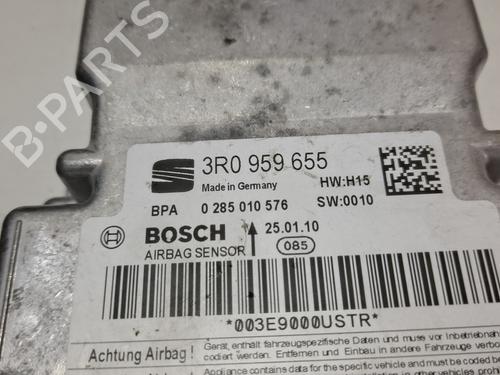 B-PARTS
3R0 959 655
Made in Germany
HW:H15
BPA 0 285 010 576
SW:0010
BOSCH 25.01.10
AIRBAG SENSOR 085
*003E9000USTR*
Achtung Airbag!
Gerät, enthält fahrzeugspezifische Daten und muss vor Inbetriebnah
codiert werden. Entfernen und Einbau in andere Fahrzeuge verbo
Appliance contains data for the specific vehicle and must be coded be